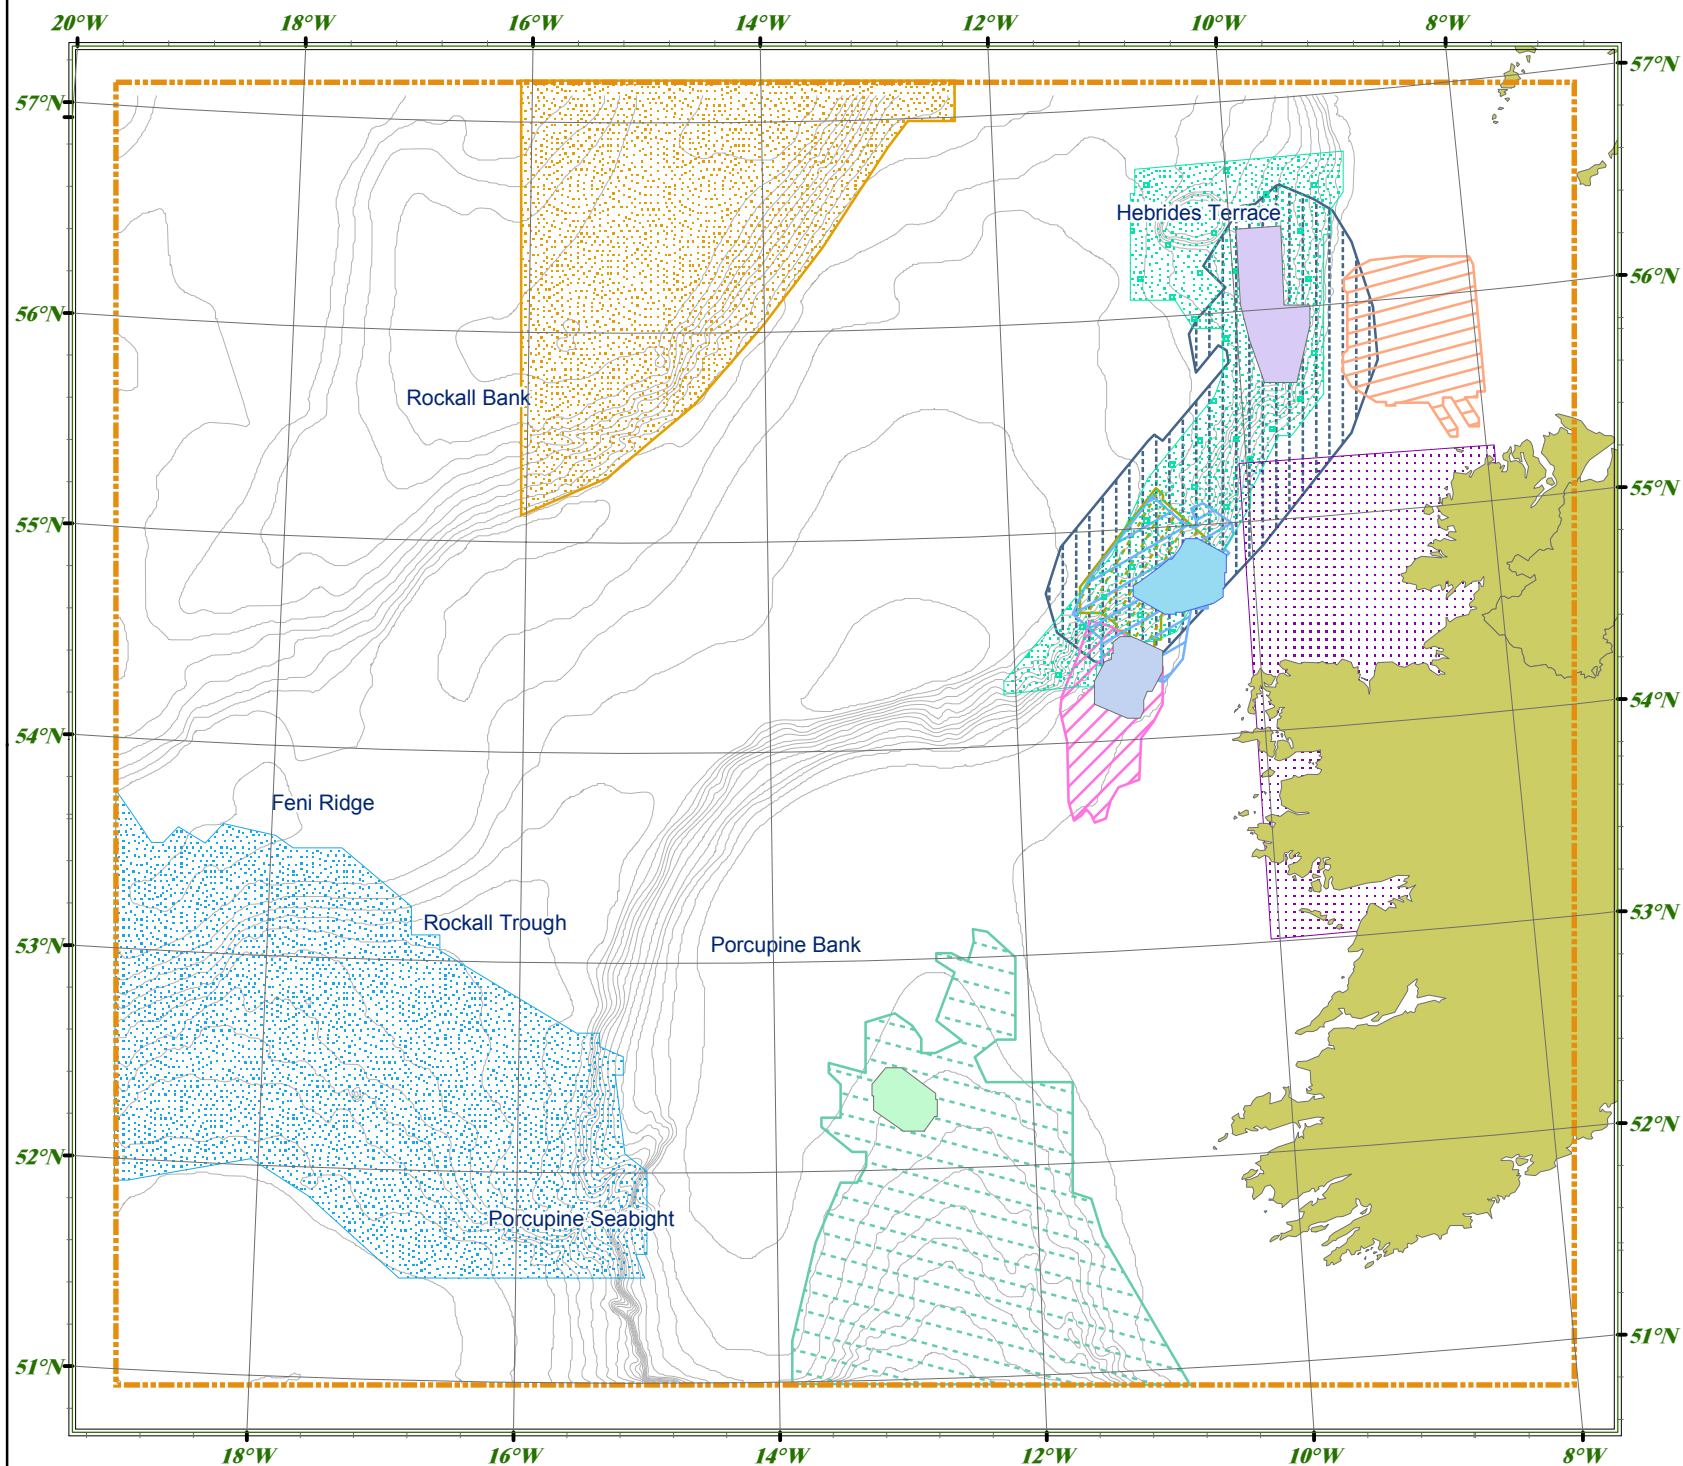 20°W 18°W 16°W 14°W 12°W 10°W 8°W
57°N
57°N
Hebrides Terrace
56°N
56°N
Rockall Bank
55°N
55°N
54°N
54°N
Feni Ridge
53°N
Rockall Trough
Porcupine Bank
53°N
52°N
52°N
Porcupine Seabight
51°N
51°N
18°W 16°W 14°W 12°W 10°W 8°W